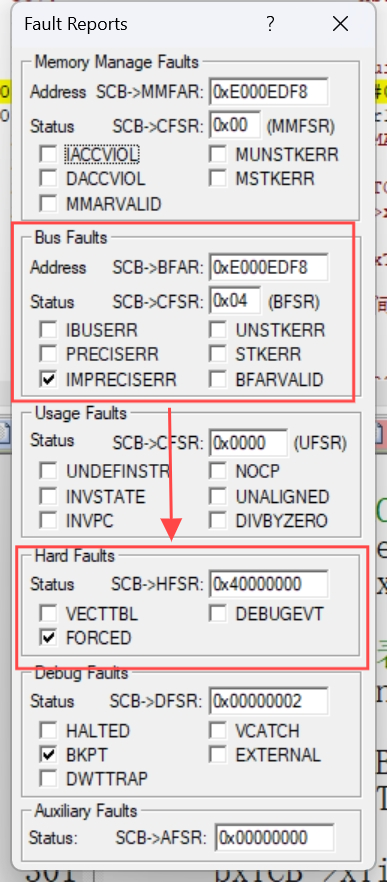 Fault Reports ? X
Memory Manage Faults
Address SCB->MMFAR: 0xE000EDF8
Status SCB->CFSR: 0x00 (MMFSR)
IACCVIOL MUNSTKERR
DACCVIOL MSTKERR
MMARVALID
Bus Faults
Address SCB->BFAR: 0xE000EDF8
Status SCB->CFSR: 0x04 (BFSR)
IBUSERR UNSTKERR
PRECISERR STKERR
IMPRECISERR BFARVALID
Usage Faults
Status SCB->CFSR: 0x0000 (UFSR)
UNDEFINSTR NOCP
INVSTATE UNALIGNED
INVPC DIVBYZERO
Hard Faults
Status SCB->HFSR: 0x40000000
VECTTBL DEBUGEVT
FORCED
Debug Faults
Status SCB->DFSR: 0x00000002
HALTED VCATCH
BKPT EXTERNAL
DWTTRAP
Auxiliary Faults
Status: SCB->AFSR: 0x00000000